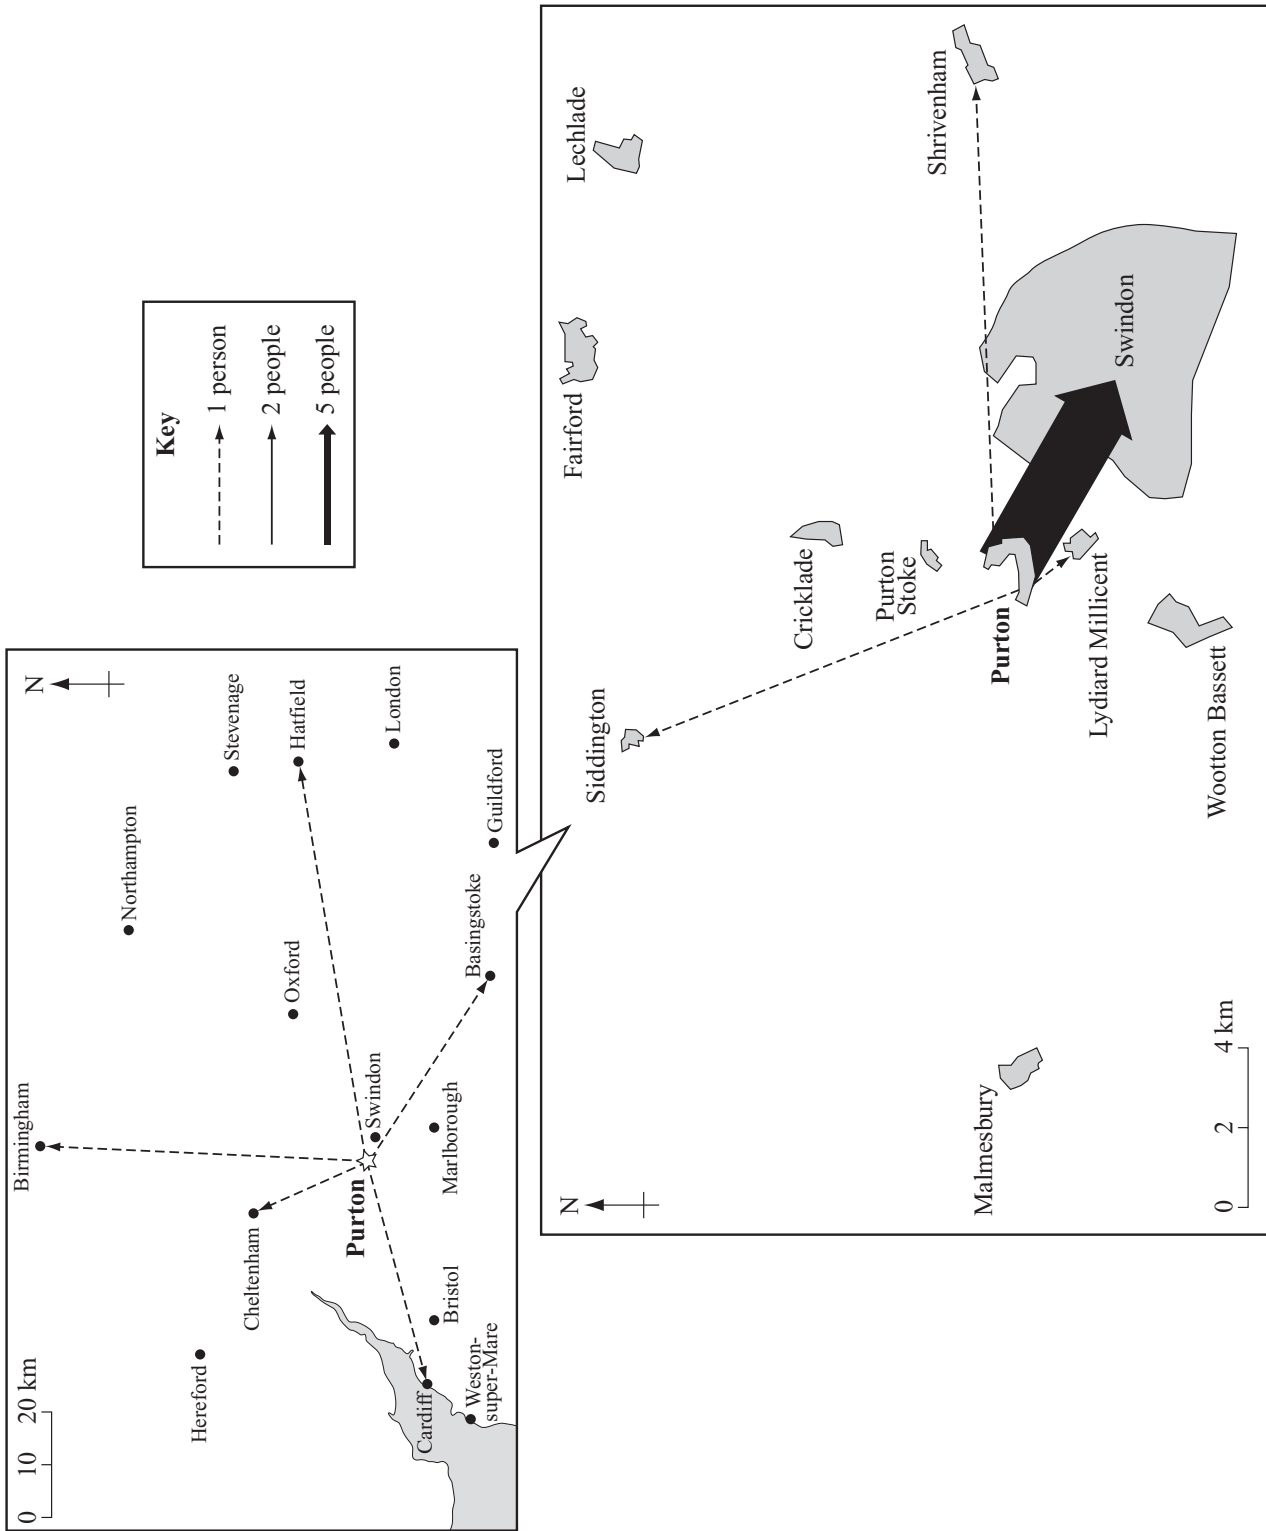 0 10 20 km
N
Birmingham
Northampton
Stevenage
Hereford
Cheltenham
Oxford
Hatfield
Purton
Swindon
London
Cardiff
Bristol
Marlborough
Weston-
super-Mare
Basingstoke
Guildford
Key
1 person
2 people
5 people
N
Siddington
Fairford
Lechlade
Cricklade
Purton
Stoke
Shrivenham
Malmesbury
Purton
Lydiard Millicent
Swindon
Wootton Bassett
0 2 4 km